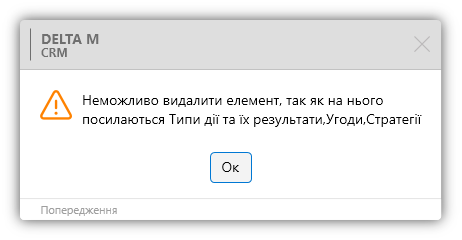 DELTA M
CRM
Неможливо видалити елемент, так як на нього
посилаються Типи дії та їх результати,Угоди,Стратегії
Ок
Попередження